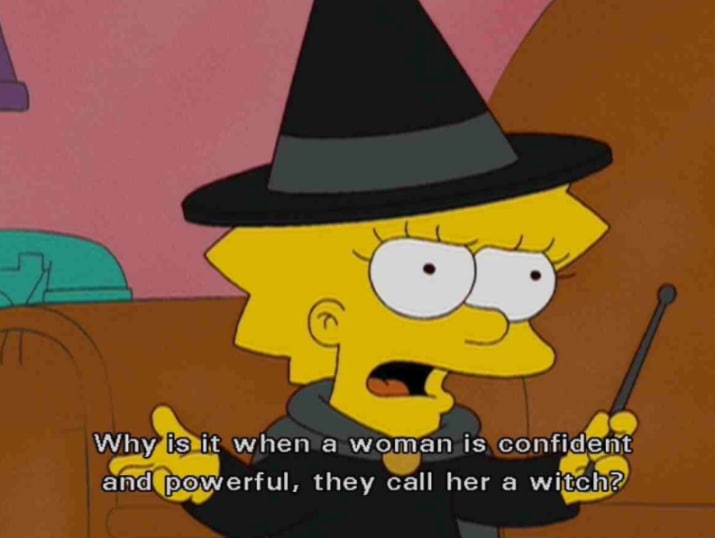 Why is it when a woman is confident
and powerful, they call her a witch?